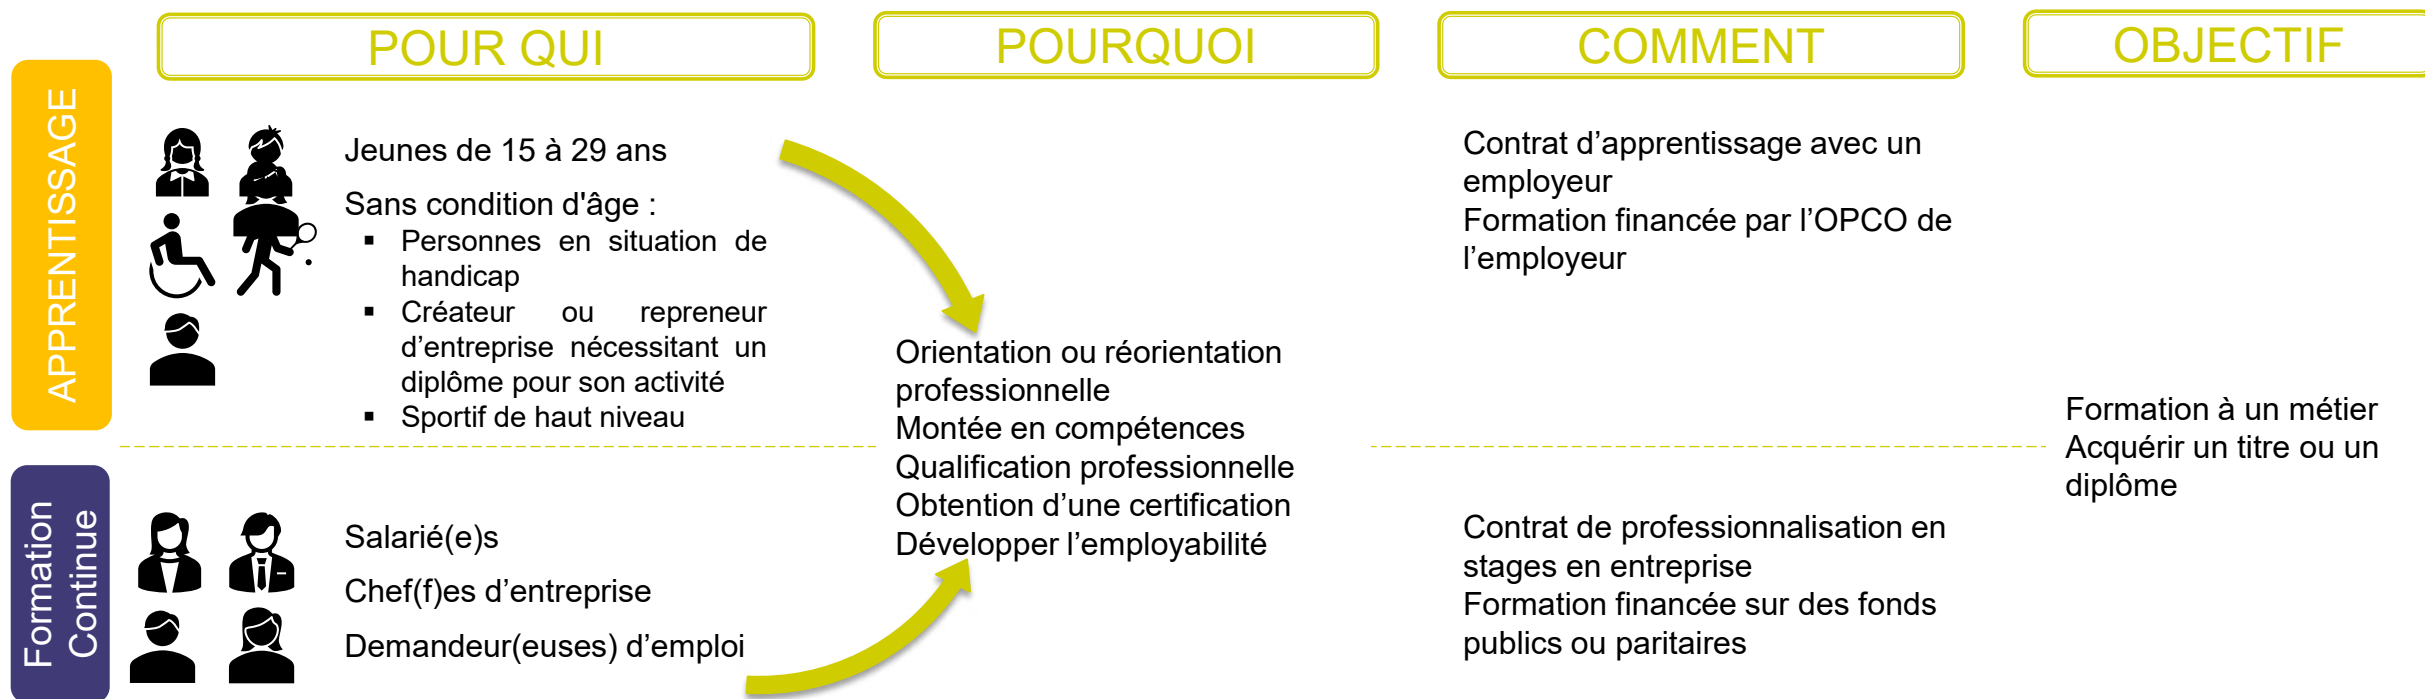 POUR QUI
POURQUOI
COMMENT
OBJECTIF
APPRENTISSAGE
Jeunes de 15 à 29 ans
Sans condition d'âge :
▪ Personnes en situation de
handicap
▪ Créateur ou repreneur
d’entreprise nécessitant un
diplôme pour son activité
▪ Sportif de haut niveau
Formation
Continue
Salarié(e)s
Chef(f)es d’entreprise
Demandeur(euses) d’emploi
Orientation ou réorientation
professionnelle
Montée en compétences
Qualification professionnelle
Obtention d’une certification
Développer l’employabilité
Contrat d’apprentissage avec un
employeur
Formation financée par l’OPCO de
l’employeur
Contrat de professionnalisation en
stages en entreprise
Formation financée sur des fonds
publics ou paritaires
Formation à un métier
Acquérir un titre ou un
diplôme